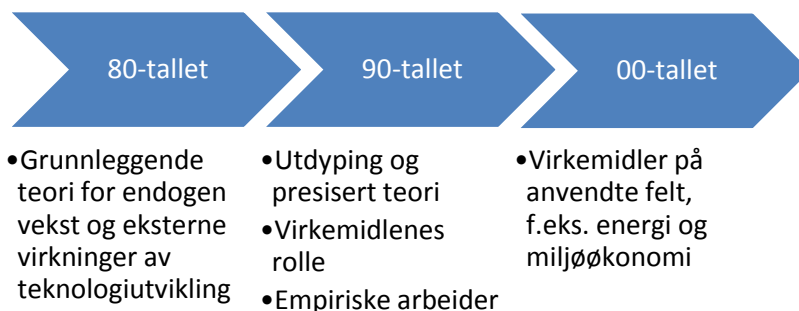 80-tallet
90-tallet
00-tallet
•Grunnleggende
teori for endogen
vekst og eksterne
virkninger av
teknologiutvikling
•Utdyping og
presisert teori
•Virkemidlenes
rolle
•Empiriske arbeider
•Virkemidler på
anvendte felt,
f.eks. energi og
miljøøkonomi